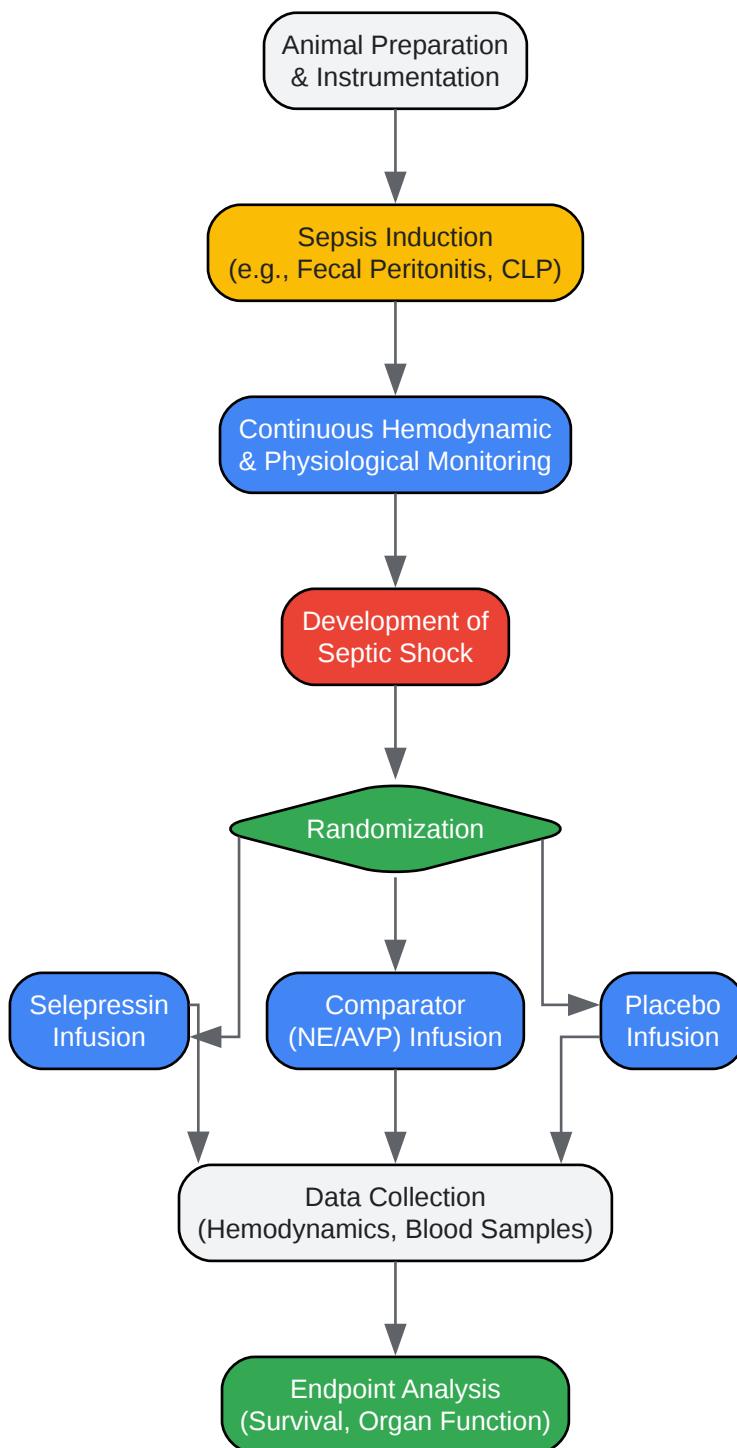 Animal Preparation
& Instrumentation
Sepsis Induction
(e.g., Fecal Peritonitis, CLP)
Continuous Hemodynamic
& Physiological Monitoring
Development of
Septic Shock
Randomization
Selepressin
Infusion
Comparator
(NE/AVP) Infusion
Placebo
Infusion
Data Collection
(Hemodynamics, Blood Samples)
Endpoint Analysis
(Survival, Organ Function)